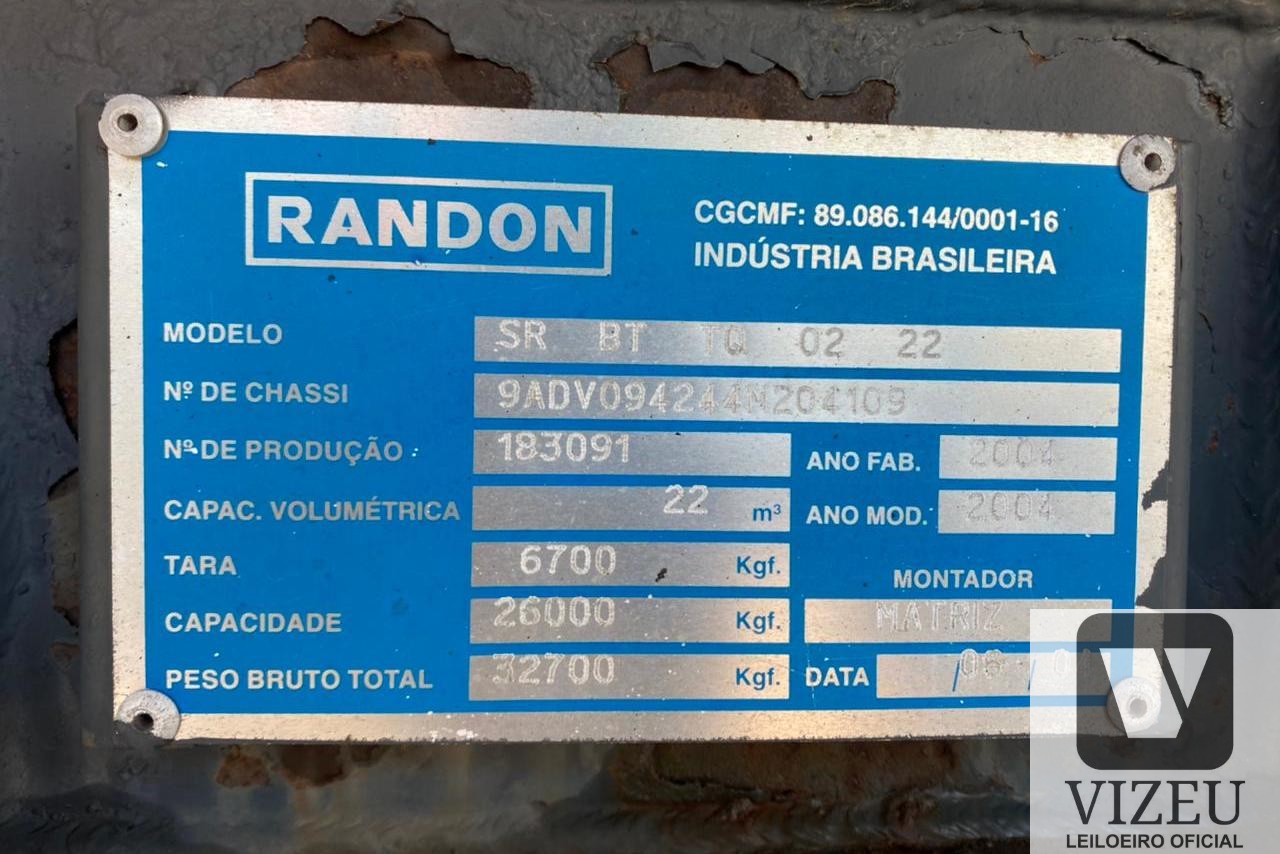 RANDON
CGCMF: 89.086.144/0001-16
INDÚSTRIA BRASILEIRA
MODELO SR BT TQ 02 22
Nº DE CHASSI 9ADV094244M204109
Nº DE PRODUÇÃO 183091 ANO FAB. 2004
CAPAC. VOLUMÉTRICA 22 m³ ANO MOD. 2004
TARA 6700 Kgf.
MONTADOR
CAPACIDADE 26000 Kgf. MATRIZ
PESO BRUTO TOTAL 32700 Kgf. DATA /06 /
VIZEU
LEILOEIRO OFICIAL